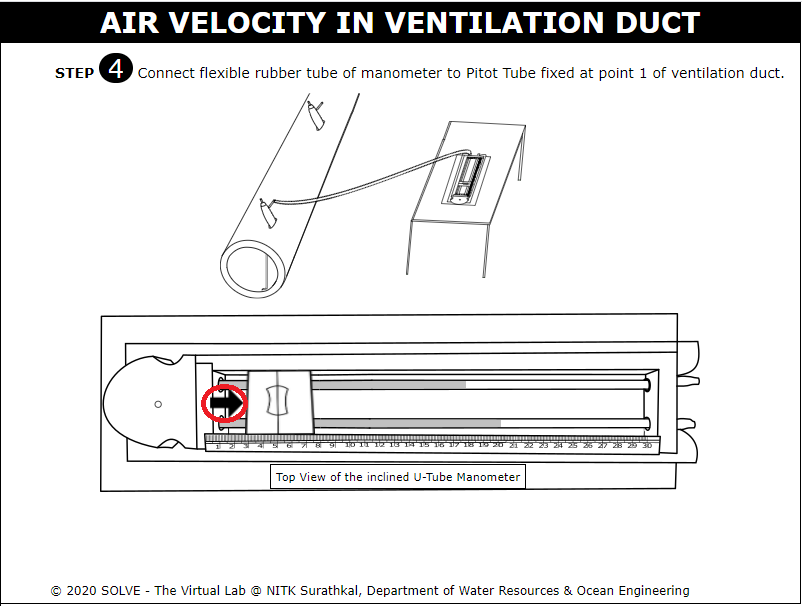 AIR VELOCITY IN VENTILATION DUCT
STEP 4 Connect flexible rubber tube of manometer to Pitot Tube fixed at point 1 of ventilation duct.
1 2 3 4 5 6 7 8 9 10 11 12 13 14 15 16 17 18 19 20 21 22 23 24 25 26 27 28 29 30
Top View of the inclined U-Tube Manometer
© 2020 SOLVE - The Virtual Lab @ NITK Surathkal, Department of Water Resources & Ocean Engineering